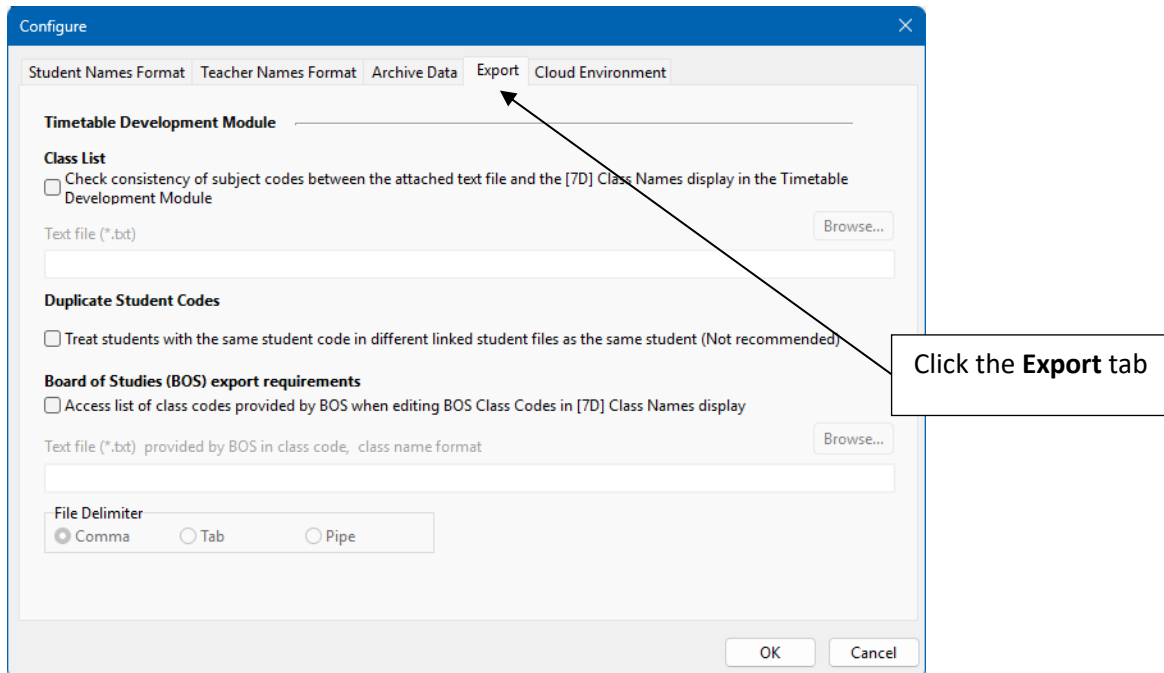 Configure
Student Names Format Teacher Names Format Archive Data Export Cloud Environment
Timetable Development Module
Class List
Check consistency of subject codes between the attached text file and the [7D] Class Names display in the Timetable
Development Module
Browse...
Text file (*.txt)
Duplicate Student Codes
Treat students with the same student code in different linked student files as the same student (Not recommended)
Click the Export tab
Board of Studies (BOS) export requirements
Access list of class codes provided by BOS when editing BOS Class Codes in [7D] Class Names display
Browse...
Text file (*.txt) provided by BOS in class code, class name format
File Delimiter
Comma Tab Pipe
OK Cancel